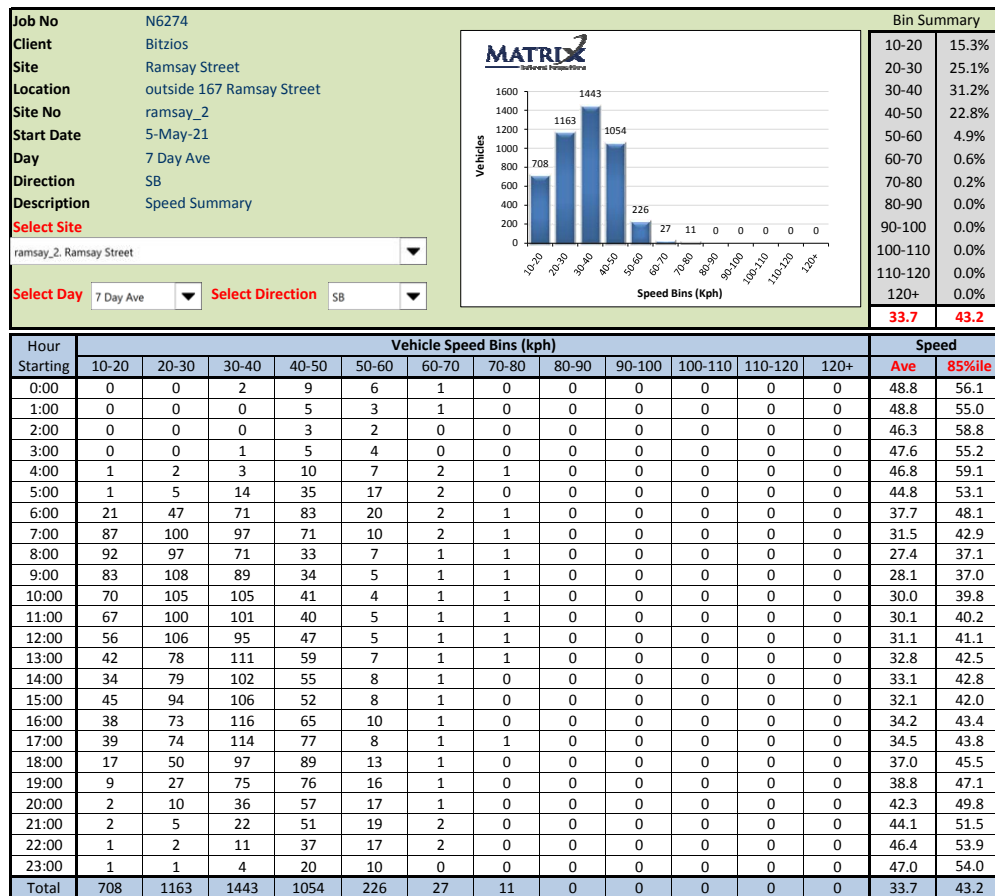 Job No N6274
Client Bitzios
Site Ramsay Street
Location outside 167 Ramsay Street
Site No ramsay_2
Start Date 5-May-21
Day 7 Day Ave
Direction SB
Description Speed Summary
Select Site
ramsay_2. Ramsay Street
Select Day 7 Day Ave Select Direction SB
MATRIX
Vehicles
1600
1400
1200
1000
800
600
400
200
0
708 1163 1443 1054 226 27 11 0 0 0 0 0
10-20 20-30 30-40 40-50 50-60 60-70 70-80 80-90 90-100 100-110 110-120 120+
Speed Bins (Kph)
Bin Summary
10-20 15.3%
20-30 25.1%
30-40 31.2%
40-50 22.8%
50-60 4.9%
60-70 0.6%
70-80 0.2%
80-90 0.0%
90-100 0.0%
100-110 0.0%
110-120 0.0%
120+ 0.0%
33.7 43.2
Hour Vehicle Speed Bins (kph) Speed
Starting 10-20 20-30 30-40 40-50 50-60 60-70 70-80 80-90 90-100 100-110 110-120 120+ Ave 85%ile
0:00 0 0 2 9 6 1 0 0 0 0 0 0 48.8 56.1
1:00 0 0 0 5 3 1 0 0 0 0 0 0 48.8 55.0
2:00 0 0 0 3 2 0 0 0 0 0 0 0 46.3 58.8
3:00 0 0 1 5 4 0 0 0 0 0 0 0 47.6 55.2
4:00 1 2 3 10 7 2 1 0 0 0 0 0 46.8 59.1
5:00 1 5 14 35 17 2 0 0 0 0 0 0 44.8 53.1
6:00 21 47 71 83 20 2 1 0 0 0 0 0 37.7 48.1
7:00 87 100 97 71 10 2 1 0 0 0 0 0 31.5 42.9
8:00 92 97 71 33 7 1 1 0 0 0 0 0 27.4 37.1
9:00 83 108 89 34 5 1 1 0 0 0 0 0 28.1 37.0
10:00 70 105 105 41 4 1 1 0 0 0 0 0 30.0 39.8
11:00 67 100 101 40 5 1 1 0 0 0 0 0 30.1 40.2
12:00 56 106 95 47 5 1 1 0 0 0 0 0 31.1 41.1
13:00 42 78 111 59 7 1 1 0 0 0 0 0 32.8 42.5
14:00 34 79 102 55 8 1 0 0 0 0 0 0 33.1 42.8
15:00 45 94 106 52 8 1 0 0 0 0 0 0 32.1 42.0
16:00 38 73 116 65 10 1 0 0 0 0 0 0 34.2 43.4
17:00 39 74 114 77 8 1 1 0 0 0 0 0 34.5 43.8
18:00 17 50 97 89 13 1 0 0 0 0 0 0 37.0 45.5
19:00 9 27 75 76 16 1 0 0 0 0 0 0 38.8 47.1
20:00 2 10 36 57 17 1 0 0 0 0 0 0 42.3 49.8
21:00 2 5 22 51 19 2 0 0 0 0 0 0 44.1 51.5
22:00 1 2 11 37 17 2 0 0 0 0 0 0 46.4 53.9
23:00 1 1 4 20 10 0 0 0 0 0 0 0 47.0 54.0
Total 708 1163 1443 1054 226 27 11 0 0 0 0 0 33.7 43.2